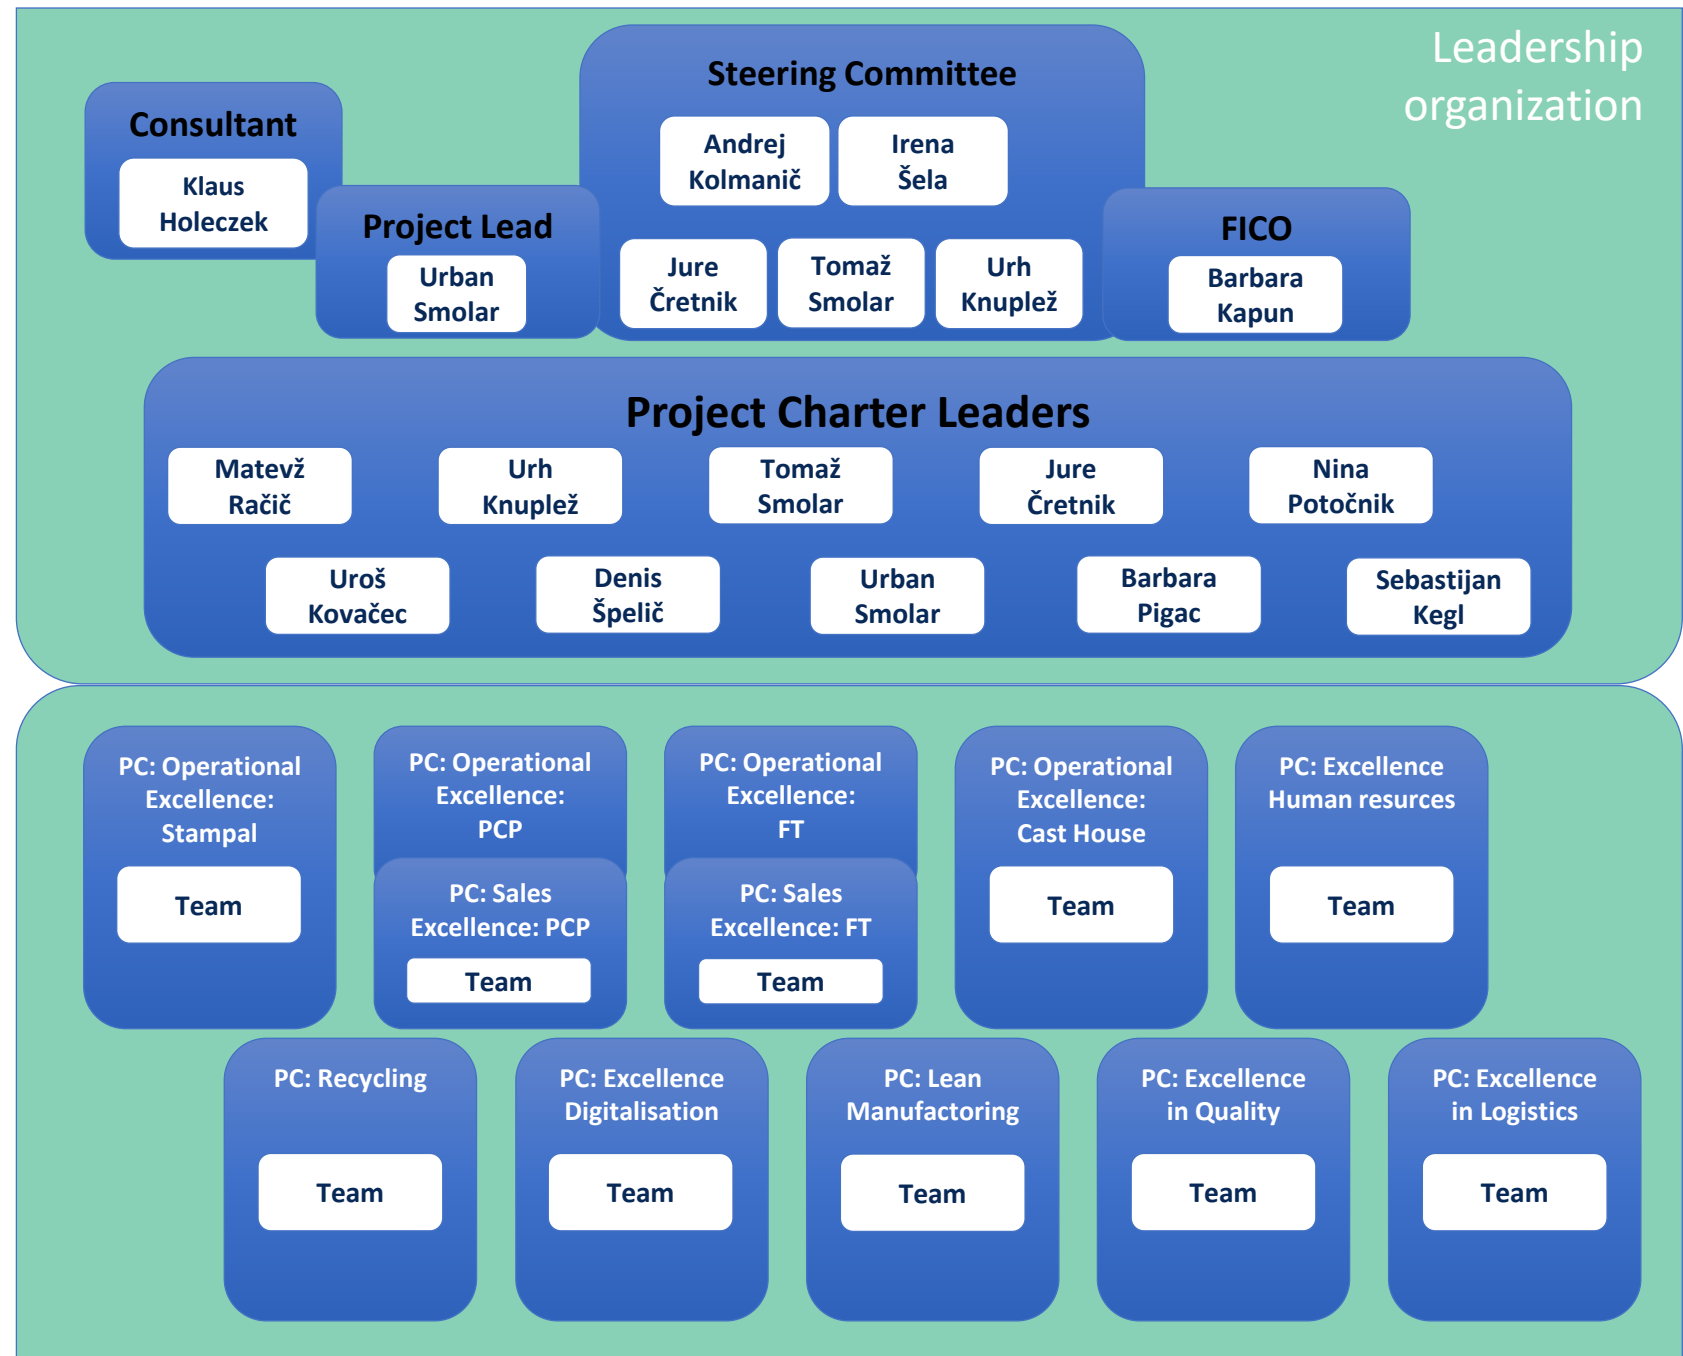 Leadership
organization
Steering Committee
Andrej
Kolmanič
Irena
Šela
Jure
Čretnik
Tomaž
Smolar
Urh
Knuplež
Consultant
Klaus
Holeczek
Project Lead
Urban
Smolar
FICO
Barbara
Kapun
Project Charter Leaders
Matevž
Račič
Urh
Knuplež
Tomaž
Smolar
Jure
Čretnik
Nina
Potočnik
Uroš
Kovačec
Denis
Špelič
Urban
Smolar
Barbara
Pigac
Sebastijan
Kegl
PC: Operational
Excellence:
Stampal
Team
PC: Operational
Excellence:
PCP
PC: Sales
Excellence: PCP
Team
PC: Operational
Excellence:
FT
PC: Sales
Excellence: FT
Team
PC: Operational
Excellence:
Cast House
Team
PC: Excellence
Human resurces
Team
PC: Recycling
Team
PC: Excellence
Digitalisation
Team
PC: Lean
Manufactoring
Team
PC: Excellence
in Quality
Team
PC: Excellence
in Logistics
Team